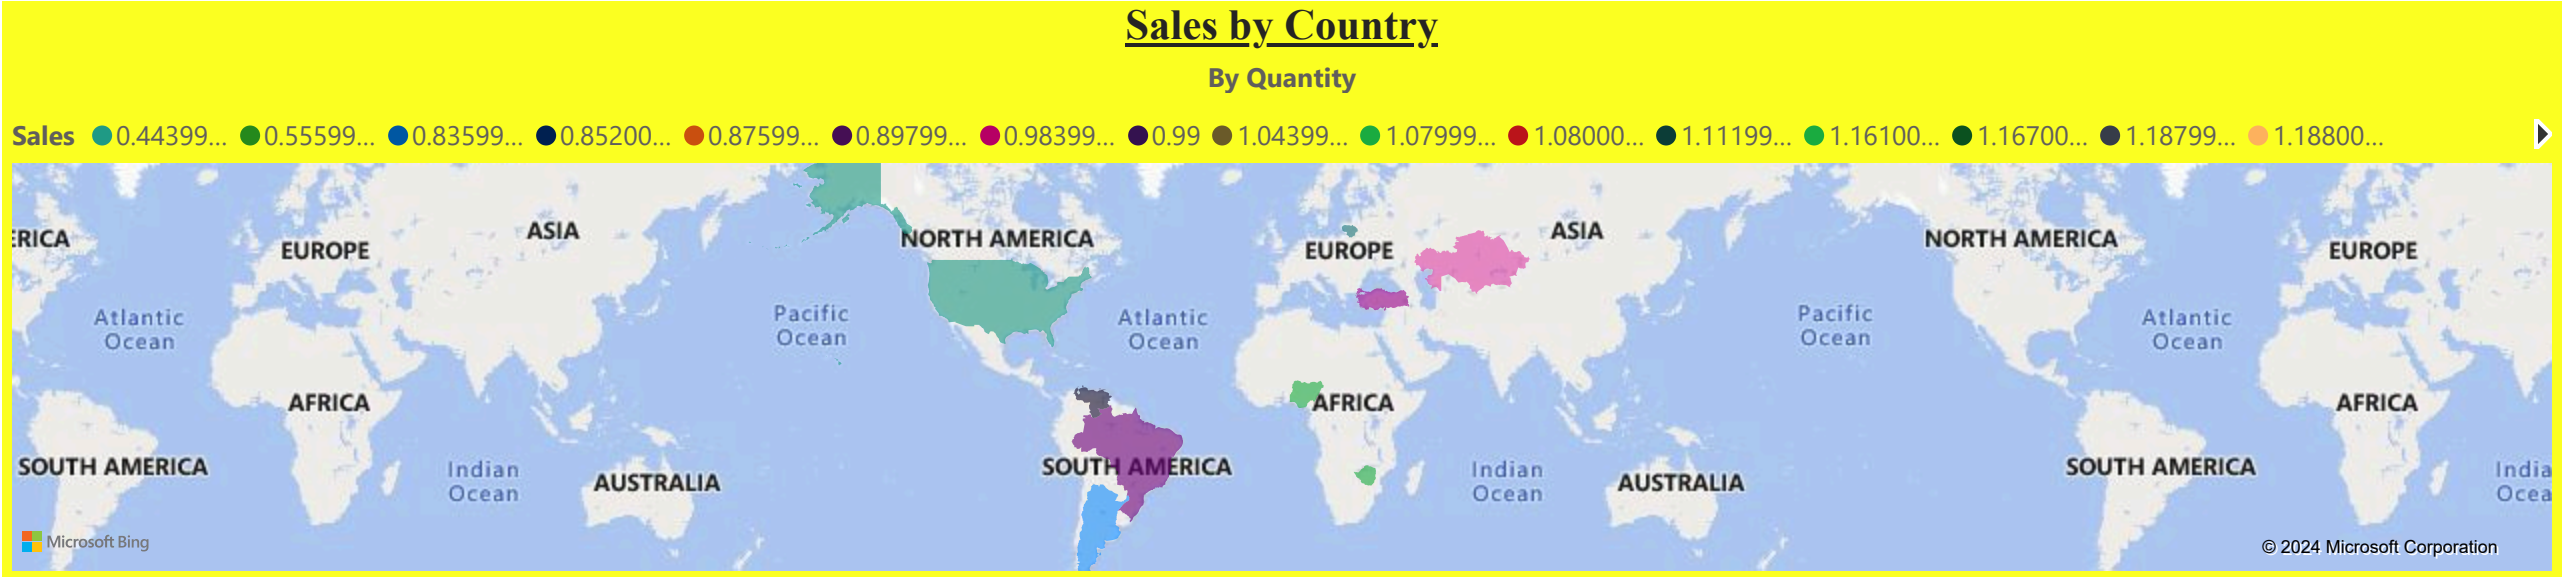 Sales by Country
By Quantity
Sales 0.44399... 0.55599... 0.83599... 0.85200... 0.87599... 0.89799... 0.98399... 0.99 1.04399... 1.07999... 1.08000... 1.11199... 1.16100... 1.16700... 1.18799... 1.18800...
ERICA EUROPE ASIA NORTH AMERICA EUROPE ASIA NORTH AMERICA EUROPE
Atlantic Ocean
Pacific Ocean
Atlantic Ocean
Pacific Ocean
Atlantic Ocean
AFRICA AFRICA AFRICA
SOUTH AMERICA
Indian Ocean
AUSTRALIA
SOUTH AMERICA
Indian Ocean
AUSTRALIA
SOUTH AMERICA
India
Ocea
Microsoft Bing
© 2024 Microsoft Corporation